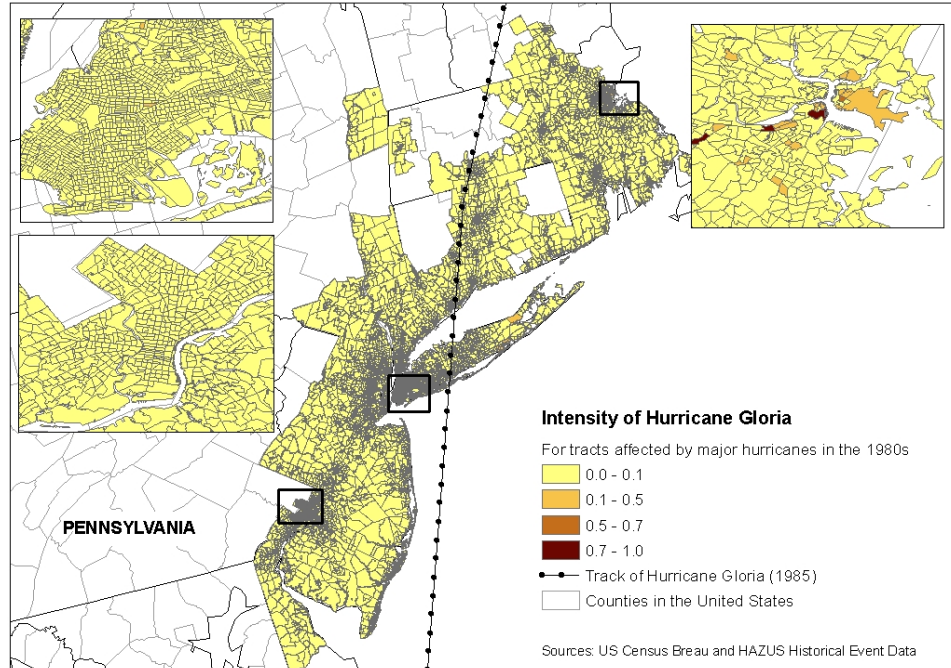 PENNSYLVANIA
Intensity of Hurricane Gloria
For tracts affected by major hurricanes in the 1980s
0.0 - 0.1
0.1 - 0.5
0.5 - 0.7
0.7 - 1.0
Track of Hurricane Gloria (1985)
Counties in the United States
Sources: US Census Breau and HAZUS Historical Event Data